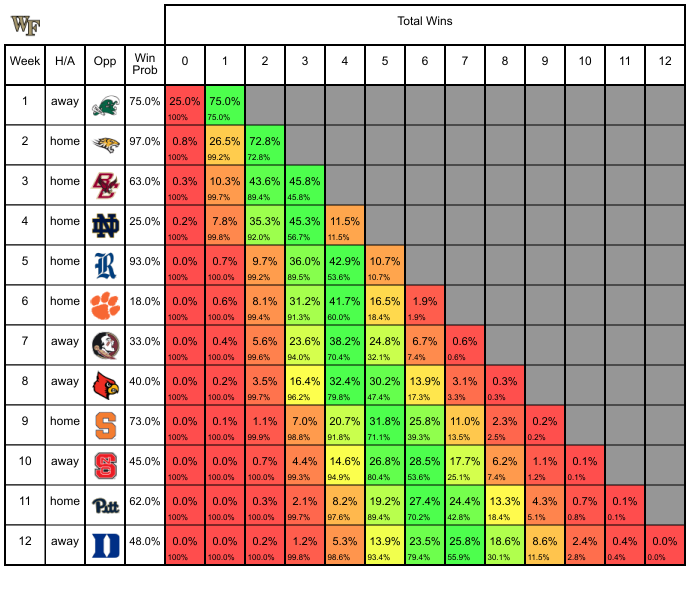 WF
Total Wins
Week H/A Opp Win Prob 0 1 2 3 4 5 6 7 8 9 10 11 12
1 away 75.0% 25.0% 75.0%
100% 75.0%
2 home 97.0% 0.8% 26.5% 72.8%
100% 99.2% 72.8%
3 home BC 63.0% 0.3% 10.3% 43.6% 45.8%
100% 99.7% 89.4% 45.8%
4 home ND 25.0% 0.2% 7.8% 35.3% 45.3% 11.5%
100% 99.8% 92.0% 56.7% 11.5%
5 home R 93.0% 0.0% 0.7% 9.7% 36.0% 42.9% 10.7%
100% 100.0% 99.2% 89.5% 53.6% 10.7%
6 home 18.0% 0.0% 0.6% 8.1% 31.2% 41.7% 16.5% 1.9%
100% 100.0% 99.4% 91.3% 60.0% 18.4% 1.9%
7 away 33.0% 0.0% 0.4% 5.6% 23.6% 38.2% 24.8% 6.7% 0.6%
100% 100.0% 99.6% 94.0% 70.4% 32.1% 7.4% 0.6%
8 away 40.0% 0.0% 0.2% 3.5% 16.4% 32.4% 30.2% 13.9% 3.1% 0.3%
100% 100.0% 99.7% 96.2% 79.8% 47.4% 17.3% 3.3% 0.3%
9 home S 73.0% 0.0% 0.1% 1.1% 7.0% 20.7% 31.8% 25.8% 11.0% 2.3% 0.2%
100% 100.0% 99.9% 98.8% 91.8% 71.1% 39.3% 13.5% 2.5% 0.2%
10 away NCS 45.0% 0.0% 0.0% 0.7% 4.4% 14.6% 26.8% 28.5% 17.7% 6.2% 1.1% 0.1%
100% 100.0% 100.0% 99.3% 94.9% 80.4% 53.6% 25.1% 7.4% 1.2% 0.1%
11 home Pitt 62.0% 0.0% 0.0% 0.3% 2.1% 8.2% 19.2% 27.4% 24.4% 13.3% 4.3% 0.7% 0.1%
100% 100.0% 100.0% 99.7% 97.6% 89.4% 70.2% 42.8% 18.4% 5.1% 0.8% 0.1%
12 away D 48.0% 0.0% 0.0% 0.2% 1.2% 5.3% 13.9% 23.5% 25.8% 18.6% 8.6% 2.4% 0.4% 0.0%
100% 100.0% 100.0% 99.8% 98.6% 93.4% 79.4% 55.9% 30.1% 11.5% 2.8% 0.4% 0.0%